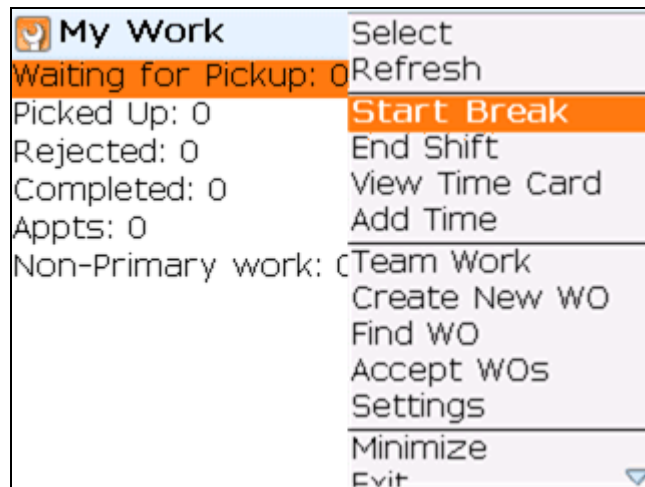 My Work
Waiting for Pickup: 0
Picked Up: 0
Rejected: 0
Completed: 0
Appts: 0
Non-Primary work: 0
Select
Refresh
Start Break
End Shift
View Time Card
Add Time
Team Work
Create New WO
Find WO
Accept WOs
Settings
Minimize
Exit